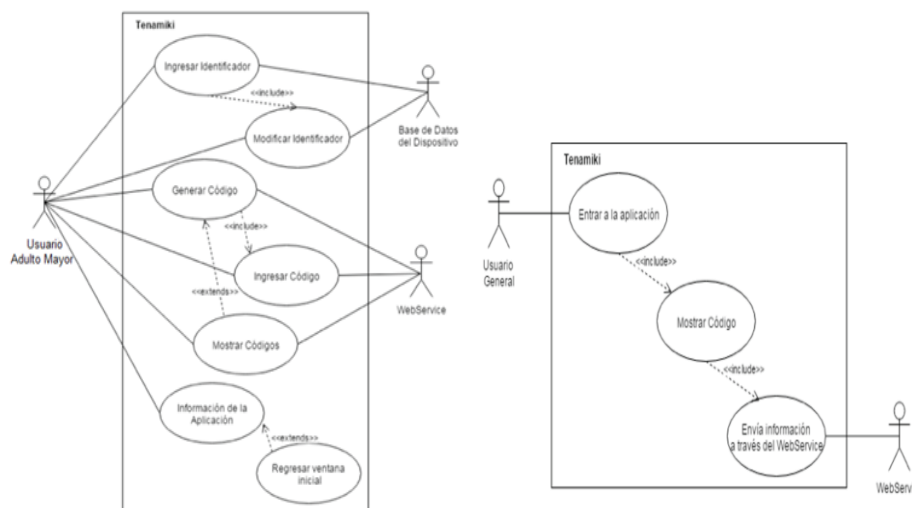 Tenamiki
Ingresar Identificador
<<include>>
Modificar Identificador
Base de Datos
del Dispositivo
Generar Código
<<include>>
Usuario
Adulto Mayor
Ingresar Código
<<extends>>
WebService
Mostrar Códigos
Información de la
Aplicación
<<extends>>
Regresar ventana
inicial
Tenamiki
Entrar a la aplicación
Usuario
General
<<include>>
Mostrar Código
<<include>>
Envía información
a través del WebService
WebServi